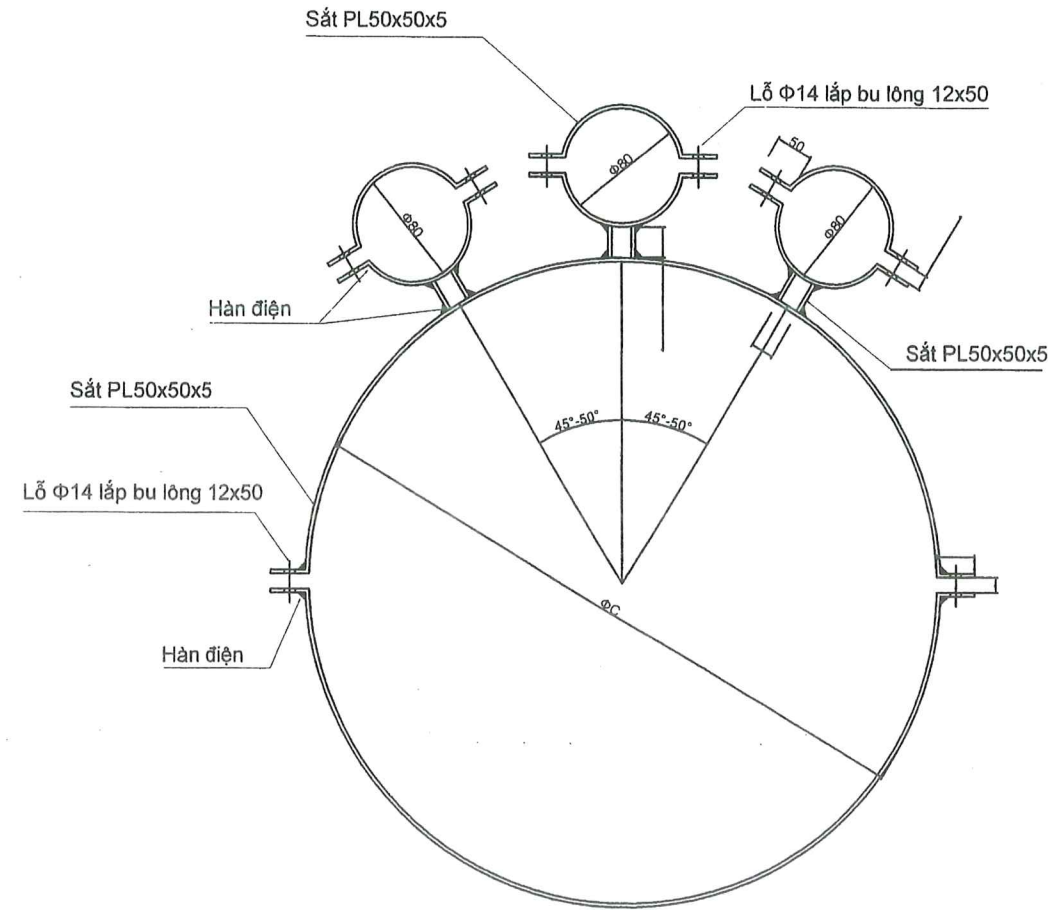 Sắt PL50x50x5
Lỗ Φ14 lắp bu lông 12x50
50
Φ80
Φ80
Φ80
Hàn điện
Sắt PL50x50x5
Sắt PL50x50x5
45°-50°
45°-50°
Lỗ Φ14 lắp bu lông 12x50
ΦC
Hàn điện